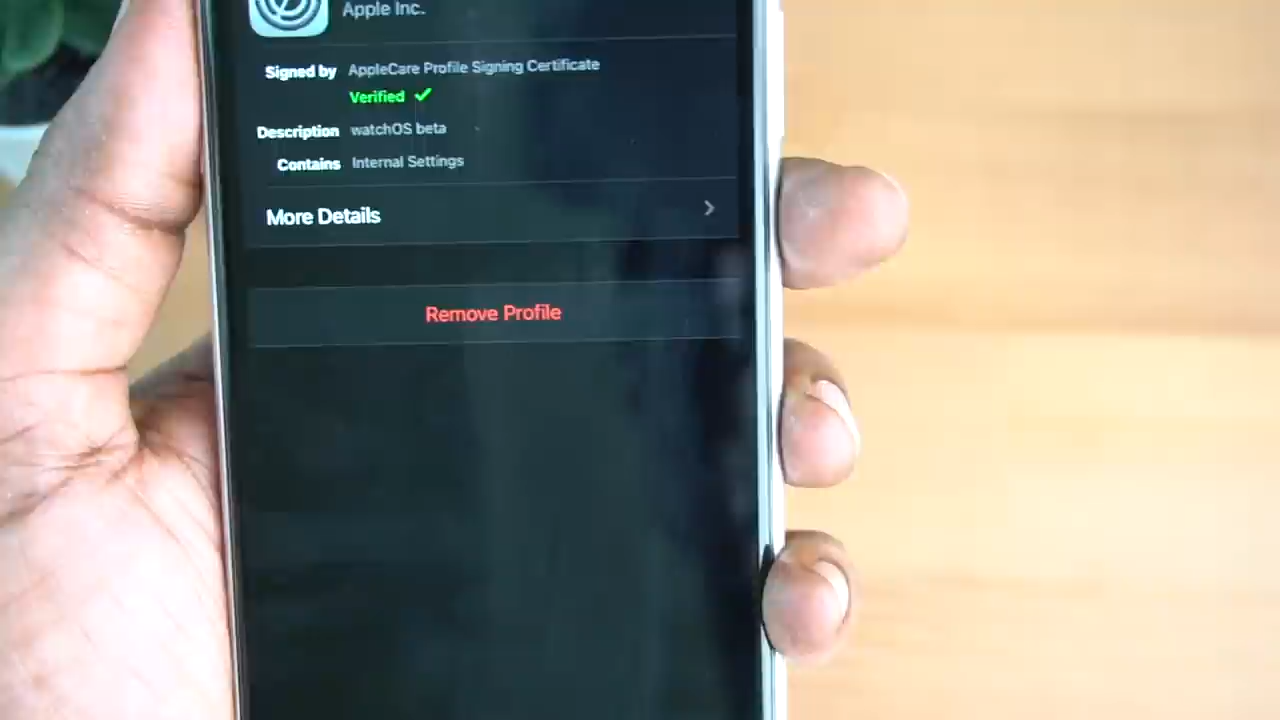 Apple Inc.
Signed by AppleCare Profile Signing Certificate
Verified ✓
Description watchOS beta
Contains Internal Settings
More Details
Remove Profile